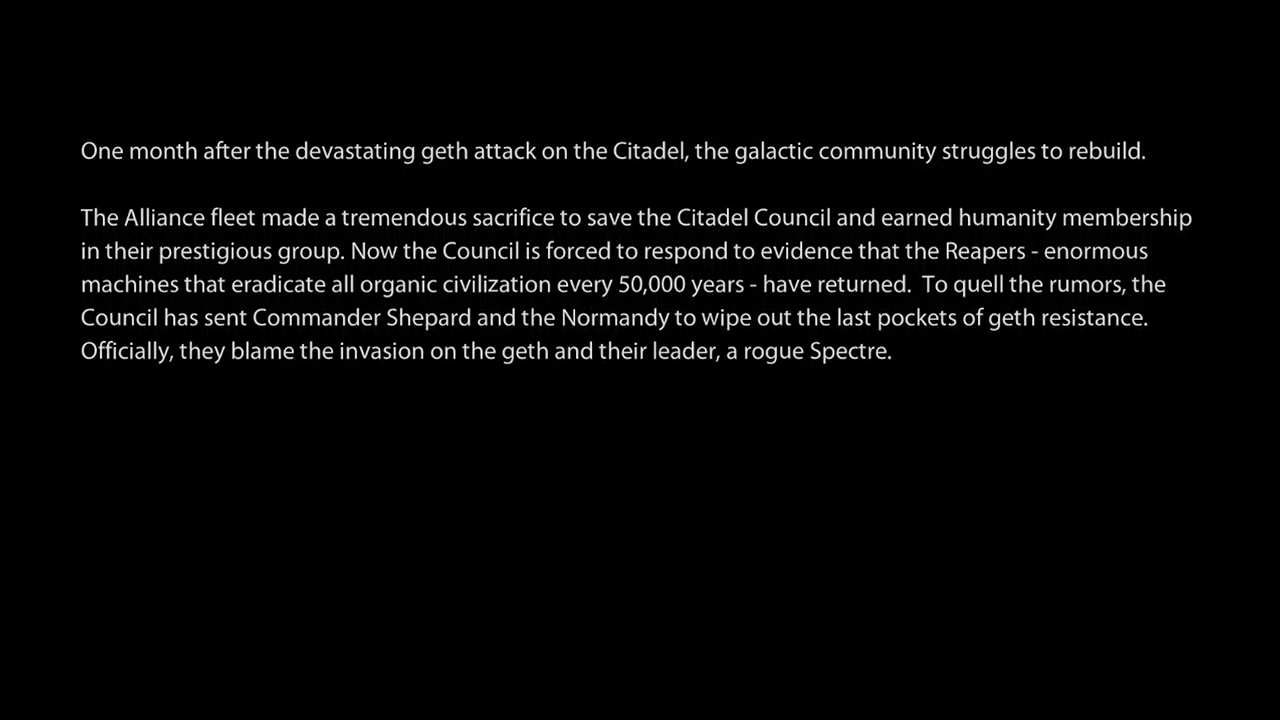 One month after the devastating geth attack on the Citadel, the galactic community struggles to rebuild.
The Alliance fleet made a tremendous sacrifice to save the Citadel Council and earned humanity membership
in their prestigious group. Now the Council is forced to respond to evidence that the Reapers - enormous
machines that eradicate all organic civilization every 50,000 years - have returned.  To quell the rumors, the
Council has sent Commander Shepard and the Normandy to wipe out the last pockets of geth resistance.
Officially, they blame the invasion on the geth and their leader, a rogue Spectre.